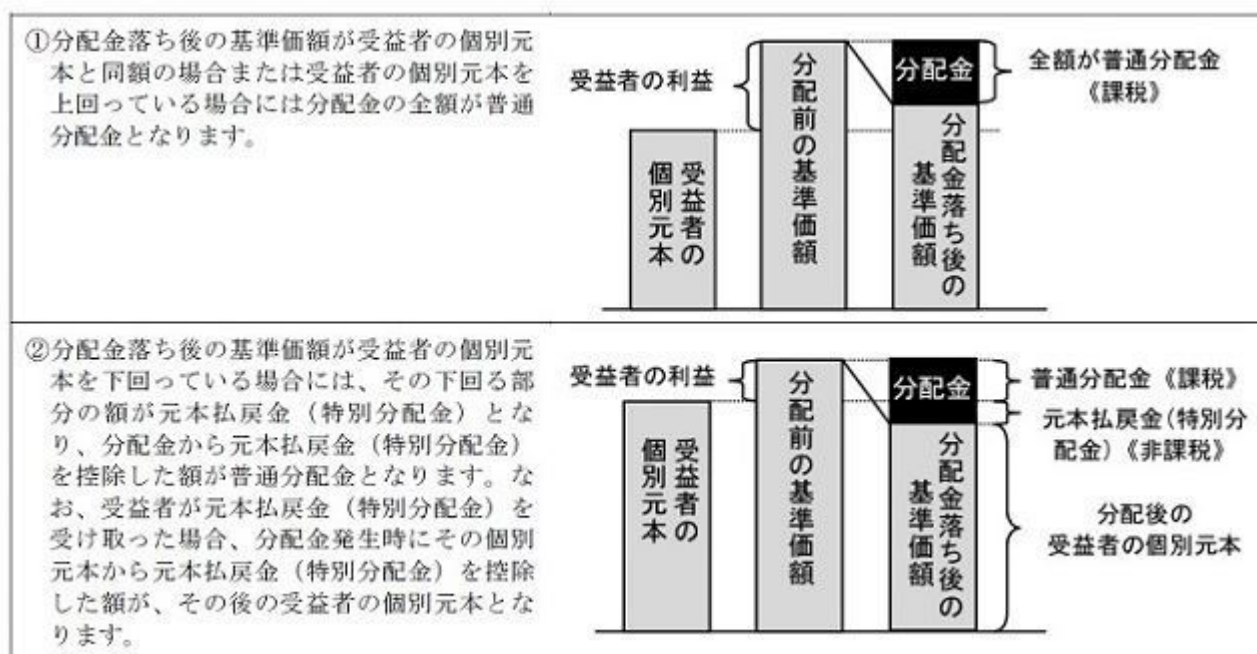 ①分配金落ち後の基準価額が受益者の個別元
本と同額の場合または受益者の個別元本を
上回っている場合には分配金の全額が普通
分配金となります。
受益者の利益
受益者の
個別元本
分配前の基準価額
分配金
分配金落ち後の
基準価額
全額が普通分配金
《課税》
②分配金落ち後の基準価額が受益者の個別元
本を下回っている場合には、その下回る部
分の額が元本払戻金（特別分配金）とな
り、分配金から元本払戻金（特別分配金）
を控除した額が普通分配金となります。な
お、受益者が元本払戻金（特別分配金）を
受け取った場合、分配金発生時にその個別
元本から元本払戻金（特別分配金）を控除
した額が、その後の受益者の個別元本とな
ります。
受益者の利益
受益者の
個別元本
分配前の基準価額
分配金
分配金落ち後の
基準価額
普通分配金《課税》
元本払戻金(特別分
配金)《非課税》
分配後の
受益者の個別元本